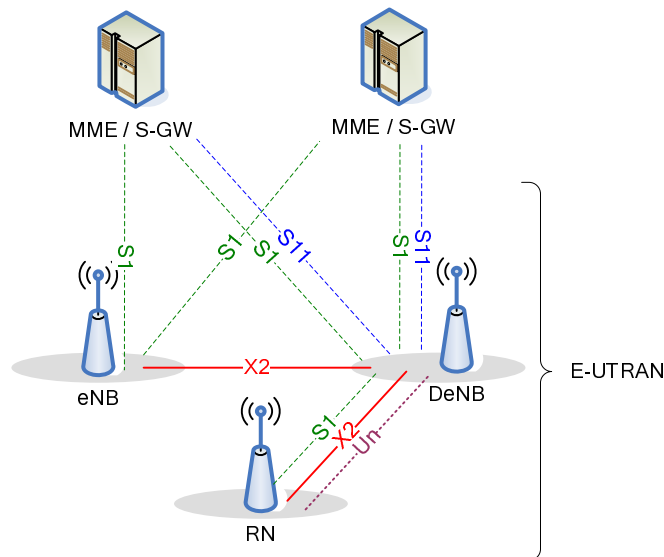 MME / S-GW
MME / S-GW
S1
S1
S1
S11
S1
S11
X2
eNB
DeNB
E-UTRAN
S1
X2
Un
RN